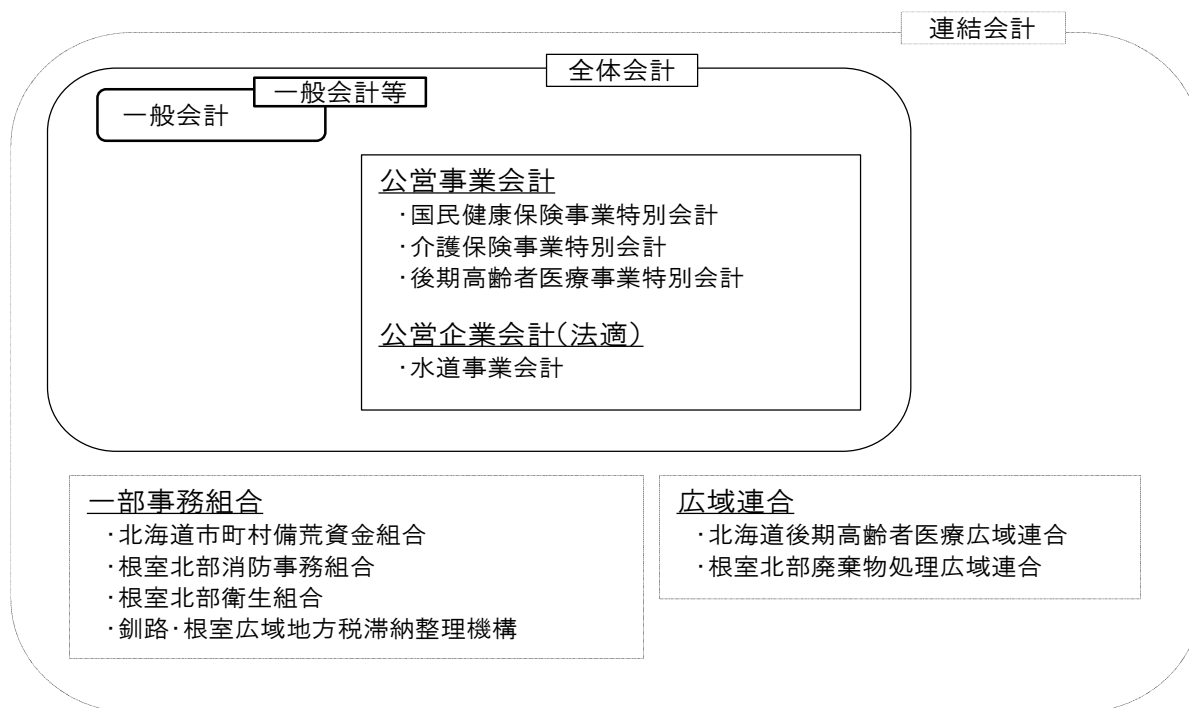 連結会計
全体会計
一般会計等
一般会計
公営事業会計
・国民健康保険事業特別会計
・介護保険事業特別会計
・後期高齢者医療事業特別会計
公営企業会計(法適)
・水道事業会計
一部事務組合
・北海道市町村備荒資金組合
・根室北部消防事務組合
・根室北部衛生組合
・釧路・根室広域地方税滞納整理機構
広域連合
・北海道後期高齢者医療広域連合
・根室北部廃棄物処理広域連合